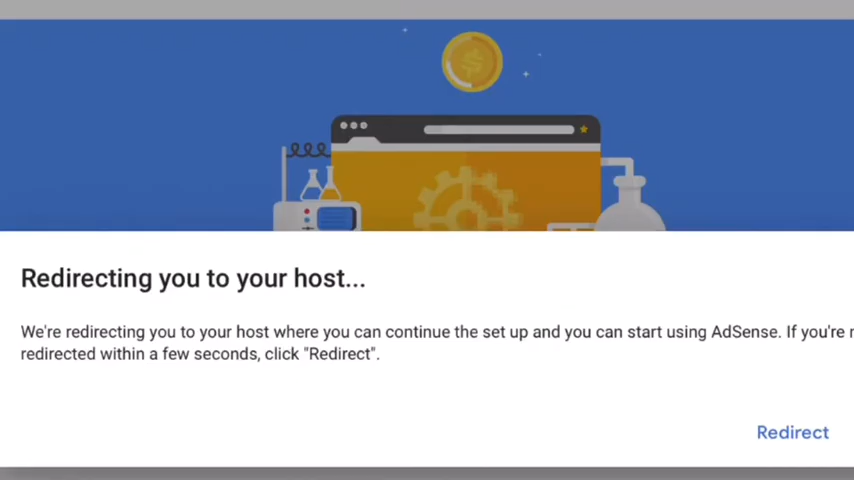 Redirecting you to your host...
We're redirecting you to your host where you can continue the set up and you can start using AdSense. If you're
redirected within a few seconds, click "Redirect".
Redirect